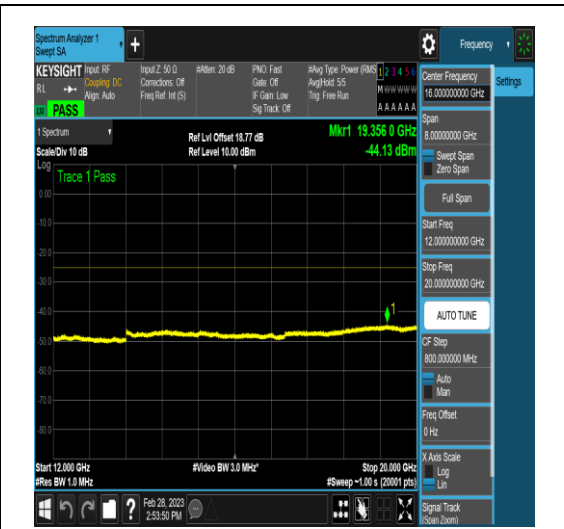 Spectrum Analyzer 1
Swept SA
+
Frequency
KEYSIGHT
Input: RF
Input Z: 50 Ω
#Atten: 20 dB
PNO: Fast
#Avg Type: Power (RMS
1 2 3 4 5 6
RL
Coupling: DC
Corrections: Off
Gate: Off
Avg|Hold: 5/5
M W W W W W
Align: Auto
Freq Ref: Int (S)
IF Gain: Low
Trig: Free Run
Sig Track: Off
A A A A A A
PASS
1 Spectrum
Ref Lvl Offset 18.77 dB
Mkr1 19.356 0 GHz
Scale/Div 10 dB
Ref Level 10.00 dBm
-44.13 dBm
Log
Trace 1 Pass
0.00
-10.0
-20.0
-30.0
-40.0
1
-50.0
-60.0
-70.0
-80.0
Start 12.000 GHz
#Video BW 3.0 MHz*
Stop 20.000 GHz
#Res BW 1.0 MHz
#Sweep ~1.00 s (20001 pts)
?
Feb 28, 2023
2:53:50 PM
Center Frequency
16.000000000 GHz
Settings
Span
8.00000000 GHz
Swept Span
Zero Span
Full Span
Start Freq
12.000000000 GHz
Stop Freq
20.000000000 GHz
AUTO TUNE
CF Step
800.000000 MHz
Auto
Man
Freq Offset
0 Hz
X Axis Scale
Log
Lin
Signal Track
(Span Zoom)